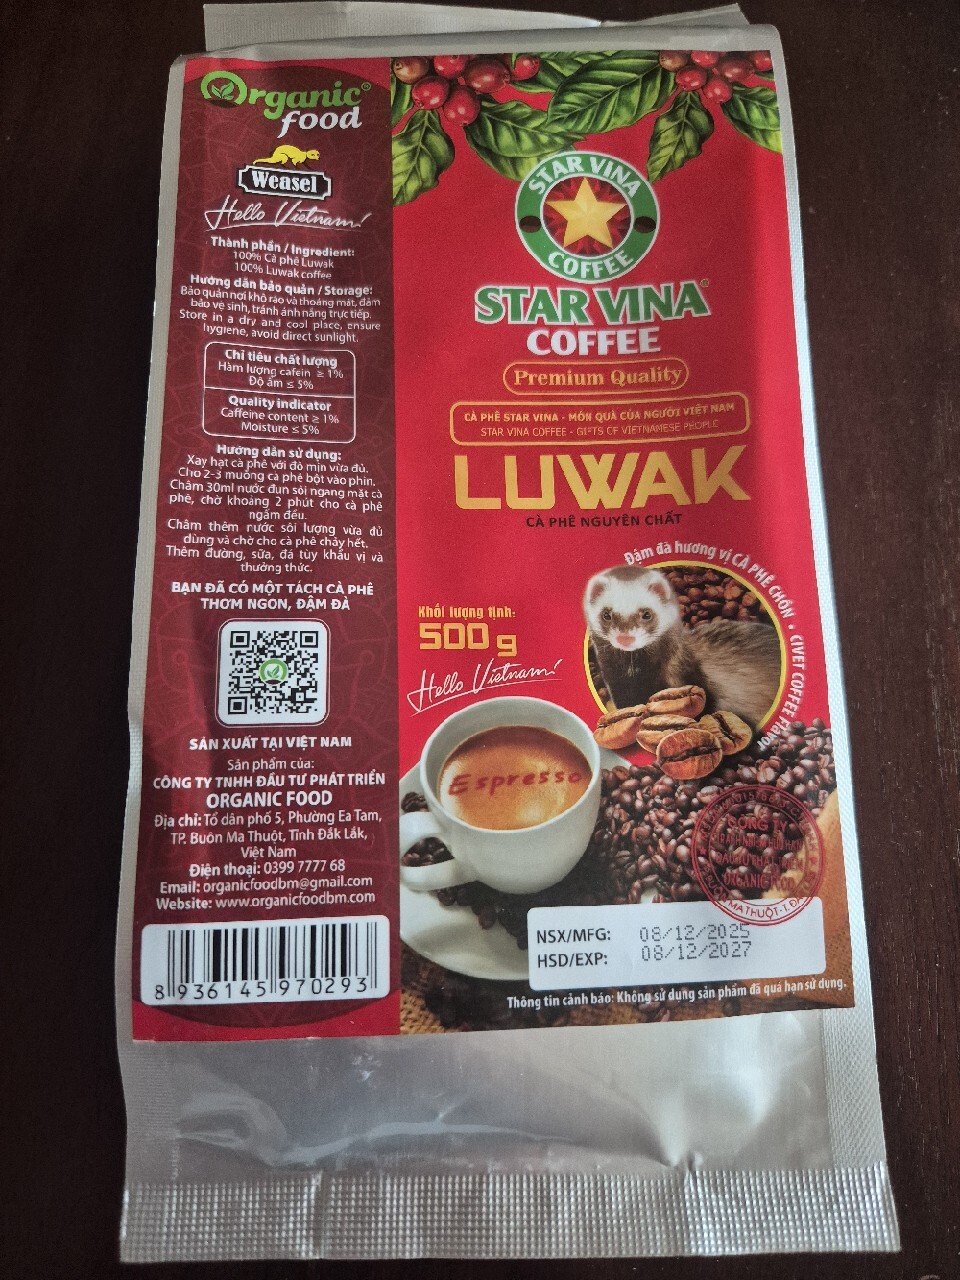 Organic®
food
Weasel
Hello Vietnam!
Thành phần / Ingredient:
100% Cà phê Luwak
100% Luwak coffee
Hướng dẫn bảo quản / Storage:
Bảo quản nơi khô ráo và thoáng mát, đảm
bảo vệ sinh, tránh ánh nắng trực tiếp.
Store in a dry and cool place, ensure
hygiene, avoid direct sunlight.
Chỉ tiêu chất lượng
Hàm lượng cafein ≥ 1%
Độ ẩm ≤ 5%
Quality indicator
Caffeine content ≥ 1%
Moisture ≤ 5%
Hướng dẫn sử dụng:
Xay hạt cà phê với độ mịn vừa đủ.
Cho 2-3 muỗng cà phê bột vào phin.
Châm 30ml nước đun sôi ngang mặt cà
phê, chờ khoảng 2 phút cho cà phê
ngấm đều.
Châm thêm nước sôi lượng vừa đủ
dùng và chờ cho cà phê chảy hết.
Thêm đường, sữa, đá tùy khẩu vị và
thưởng thức.
BẠN ĐÃ CÓ MỘT TÁCH CÀ PHÊ
THƠM NGON, ĐẬM ĐÀ
SẢN XUẤT TẠI VIỆT NAM
Sản phẩm của:
CÔNG TY TNHH ĐẦU TƯ PHÁT TRIỂN
ORGANIC FOOD
Địa chỉ: Tổ dân phố 5, Phường Ea Tam,
TP. Buôn Ma Thuột, Tỉnh Đắk Lắk,
Việt Nam
Điện thoại: 0399 7777 68
Email: organicfoodbm@gmail.com
Website: www.organicfoodbm.com
8 936145 970293
STAR VINA
COFFEE
STAR VINA®
COFFEE
Premium Quality
CÀ PHÊ STAR VINA - MÓN QUÀ CỦA NGƯỜI VIỆT NAM
STAR VINA COFFEE - GIFTS OF VIETNAMESE PEOPLE
LUWAK
CÀ PHÊ NGUYÊN CHẤT
Đậm đà hương vị CÀ PHÊ CHỒN • CIVET COFFEE Flavor
Khối lượng tịnh:
500 g
Hello Vietnam!
Espresso
CÔNG TY
ORGANIC FOOD
NSX/MFG: 08/12/2025
HSD/EXP: 08/12/2027
Thông tin cảnh báo: Không sử dụng sản phẩm đã quá hạn sử dụng.